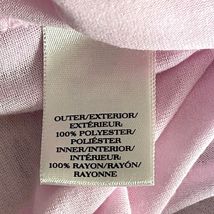 OUTER/EXTERIOR/
EXTÉRIEUR/
100% POLYESTER/
POLIÉSTER
INNER/INTERIOR/
INTÉRIEUR/
100% RAYON/RAYÓN/
RAYONNE